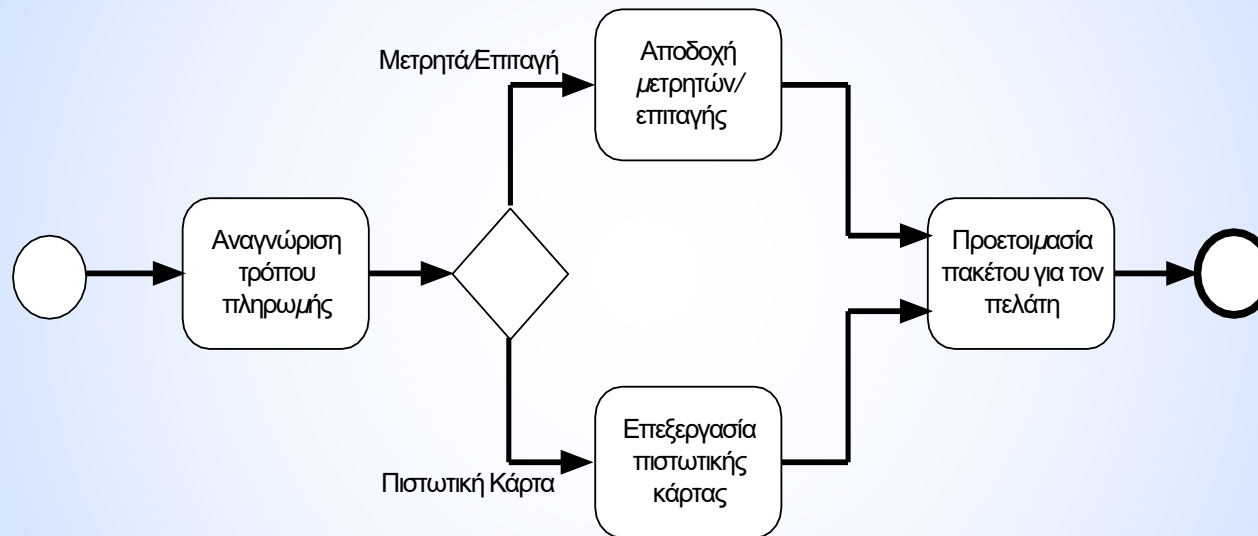 Μετρητά/Επιταγή
Αποδοχή
μετρητών/
επιταγής
Αναγνώριση
τρόπου
πληρωμής
Προετοιμασία
πακέτου για τον
πελάτη
Πιστωτική Κάρτα
Επεξεργασία
πιστωτικής
κάρτας